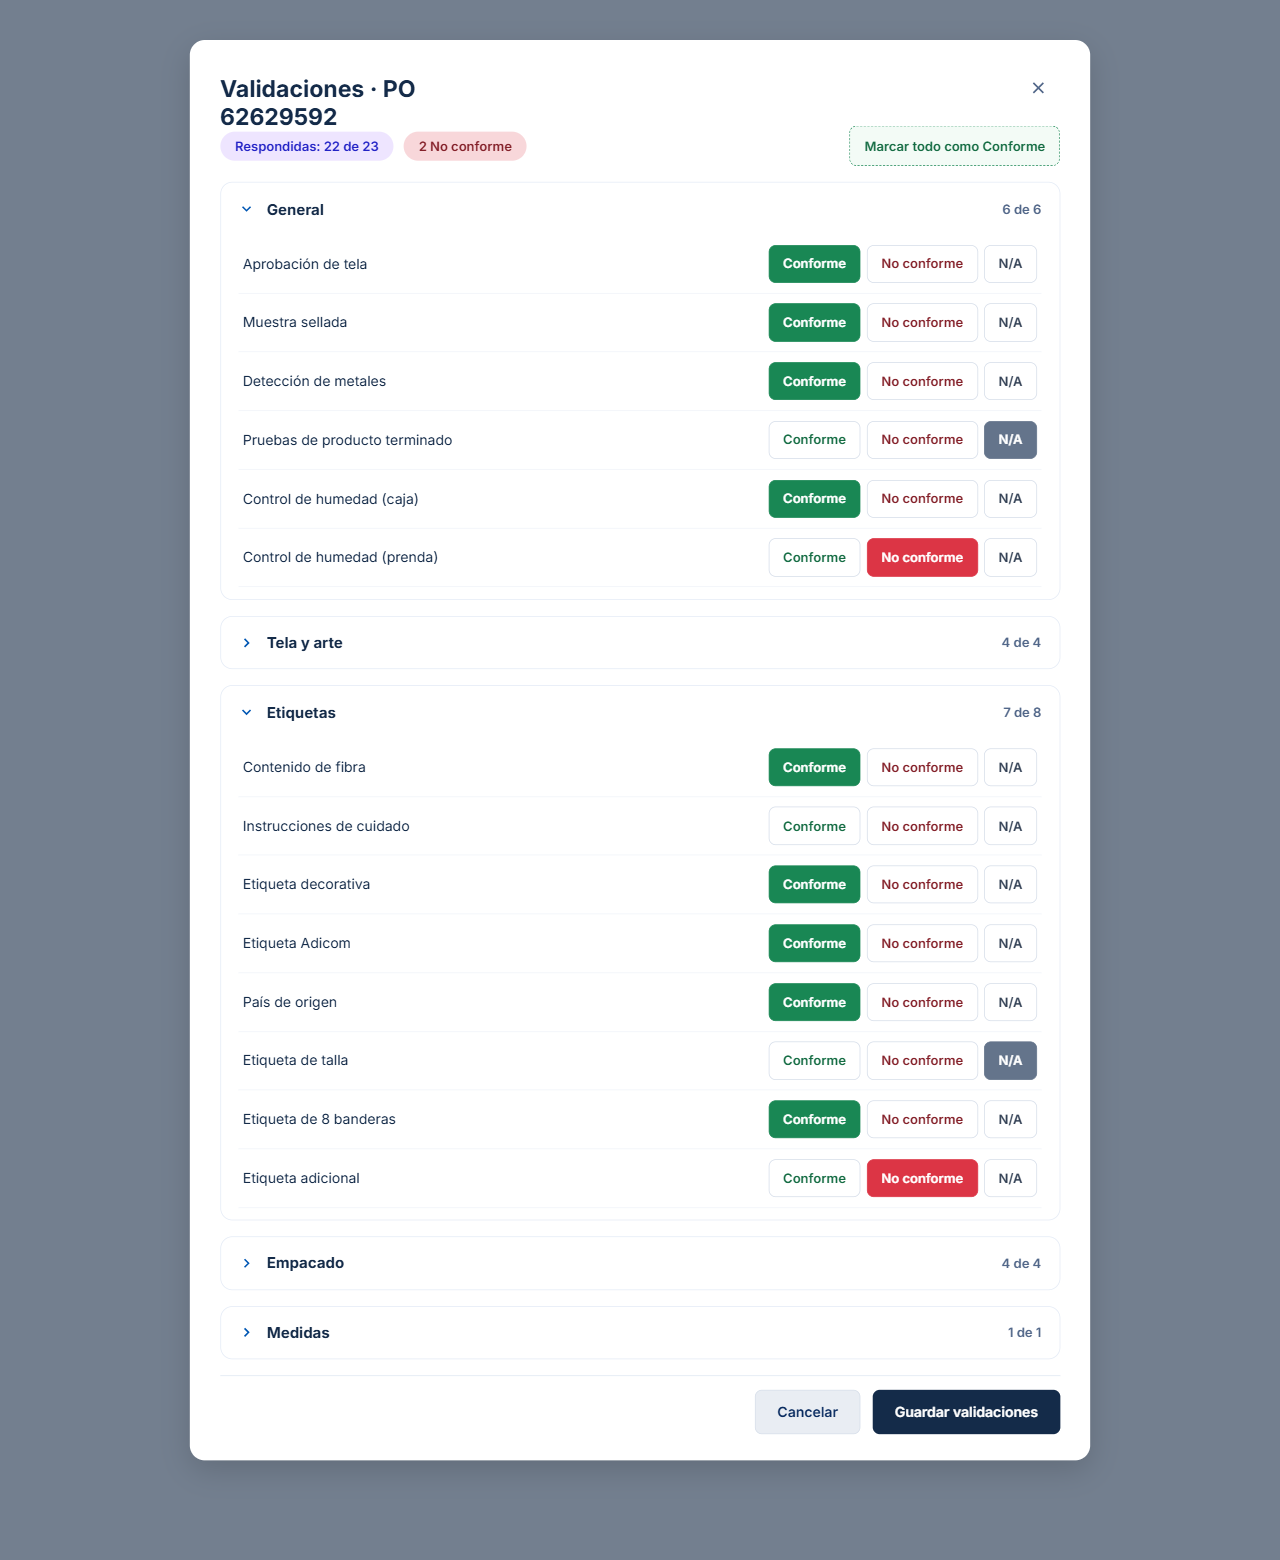 Validaciones · PO
62629592
Respondidas: 22 de 23
2 No conforme
Marcar todo como Conforme
General
6 de 6
Aprobación de tela
Conforme
No conforme
N/A
Muestra sellada
Conforme
No conforme
N/A
Detección de metales
Conforme
No conforme
N/A
Pruebas de producto terminado
Conforme
No conforme
N/A
Control de humedad (caja)
Conforme
No conforme
N/A
Control de humedad (prenda)
Conforme
No conforme
N/A
Tela y arte
4 de 4
Etiquetas
7 de 8
Contenido de fibra
Conforme
No conforme
N/A
Instrucciones de cuidado
Conforme
No conforme
N/A
Etiqueta decorativa
Conforme
No conforme
N/A
Etiqueta Adicom
Conforme
No conforme
N/A
País de origen
Conforme
No conforme
N/A
Etiqueta de talla
Conforme
No conforme
N/A
Etiqueta de 8 banderas
Conforme
No conforme
N/A
Etiqueta adicional
Conforme
No conforme
N/A
Empacado
4 de 4
Medidas
1 de 1
Cancelar
Guardar validaciones